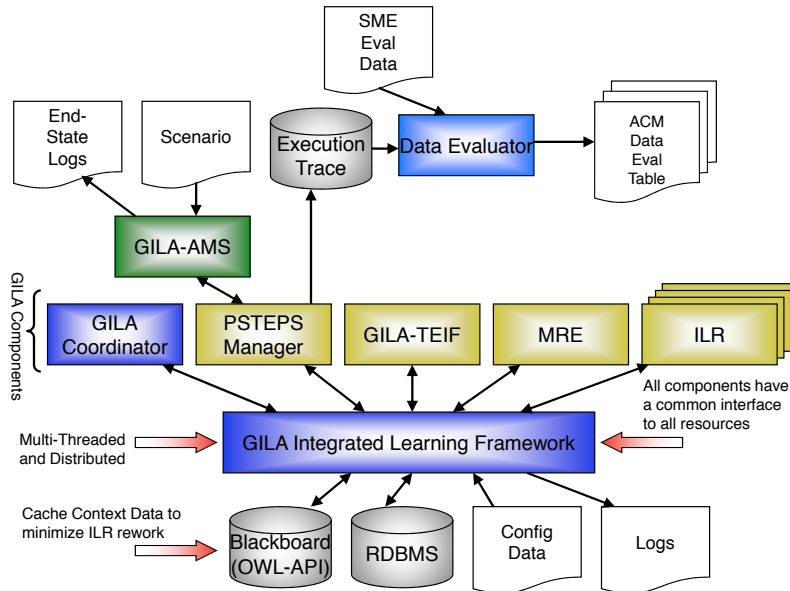 SME
Eval
Data
End-
State
Logs
Scenario
Execution
Trace
Data Evaluator
ACM
Data
Eval
Table
GILA-AMS
GILA Components
GILA
Coordinator
PSTEPS
Manager
GILA-TEIF
MRE
ILR
All components have
a common interface
to all resources
Multi-Threaded
and Distributed
GILA Integrated Learning Framework
Cache Context Data to
minimize ILR rework
Blackboard
(OWL-API)
RDBMS
Config
Data
Logs